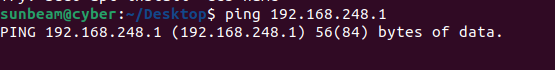 sunbeam@cyber:~/Desktop$ ping 192.168.248.1
PING 192.168.248.1 (192.168.248.1) 56(84) bytes of data.